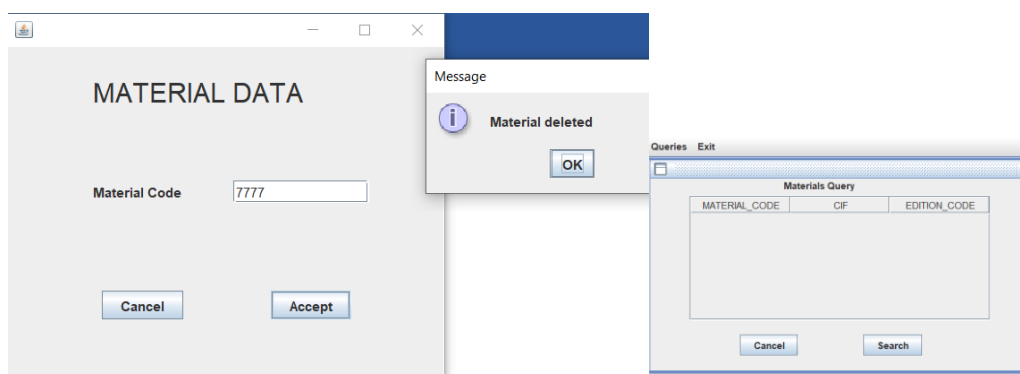 MATERIAL DATA
Material Code 7777
Cancel Accept
Message
Material deleted
OK
Queries Exit
Materials Query
MATERIAL_CODE CIF EDITION_CODE
Cancel Search